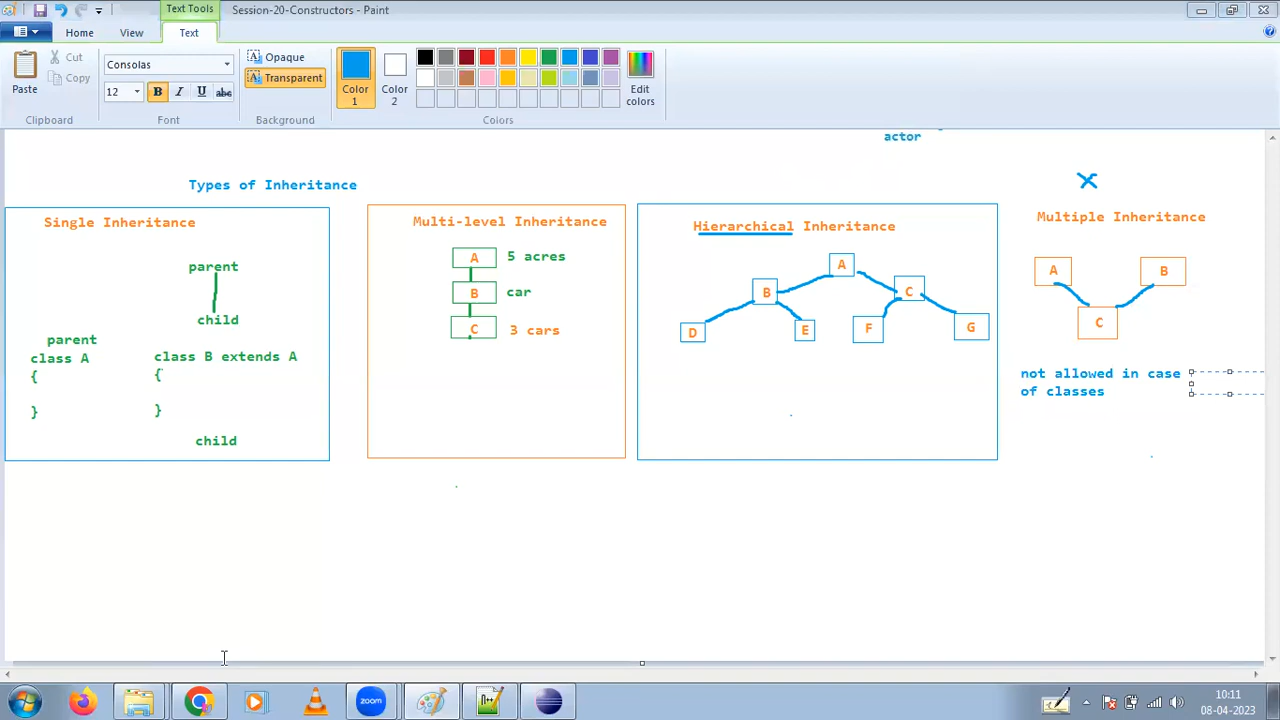 Text Tools
Session-20-Constructors - Paint
Home
View
Text
Paste
Cut
Copy
Clipboard
Consolas
12
B
I
U
abc
Font
Opaque
Transparent
Background
Color
1
Color
2
Edit
colors
Colors
actor
Types of Inheritance
Single Inheritance
parent
child
parent
class A
{
}
class B extends A
{
}
child
Multi-level Inheritance
A
5 acres
B
car
C
3 cars
Hierarchical Inheritance
A
B
C
D
E
F
G
Multiple Inheritance
A
B
C
not allowed in case
of classes
zoom
10:11
08-04-2023